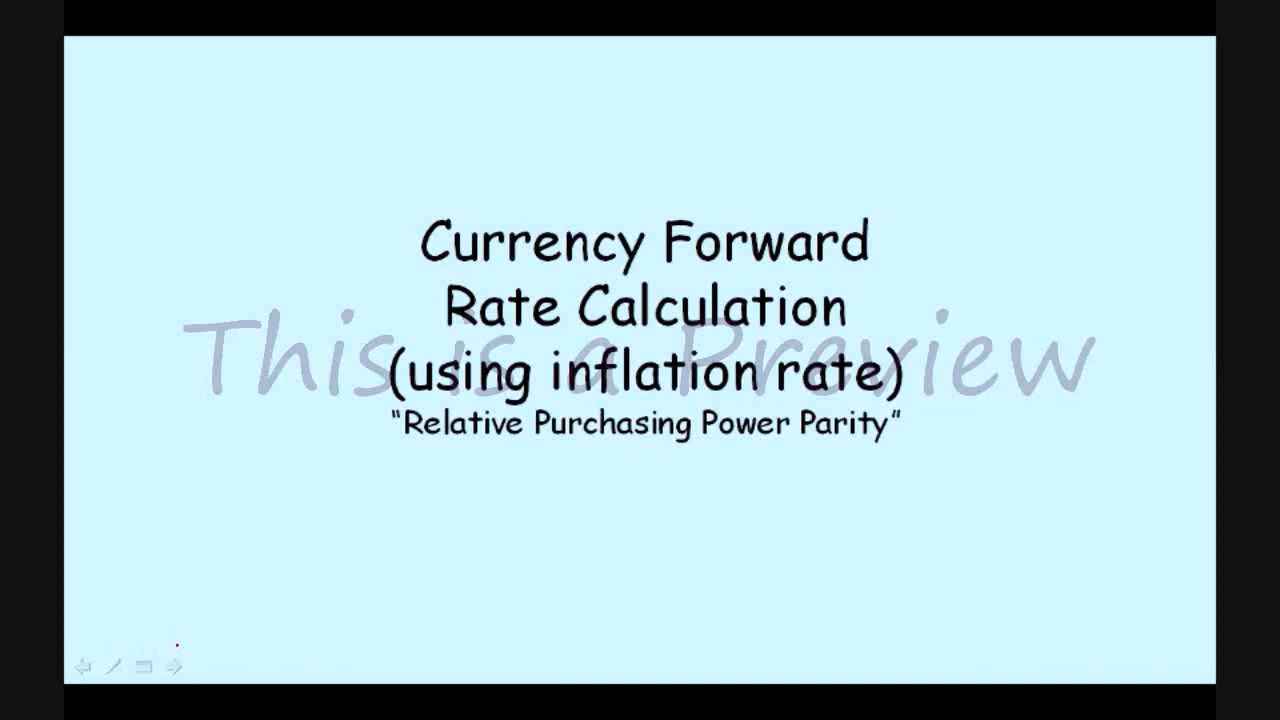 Currency Forward
Rate Calculation
This is a Preview
(using inflation rate)
“Relative Purchasing Power Parity”